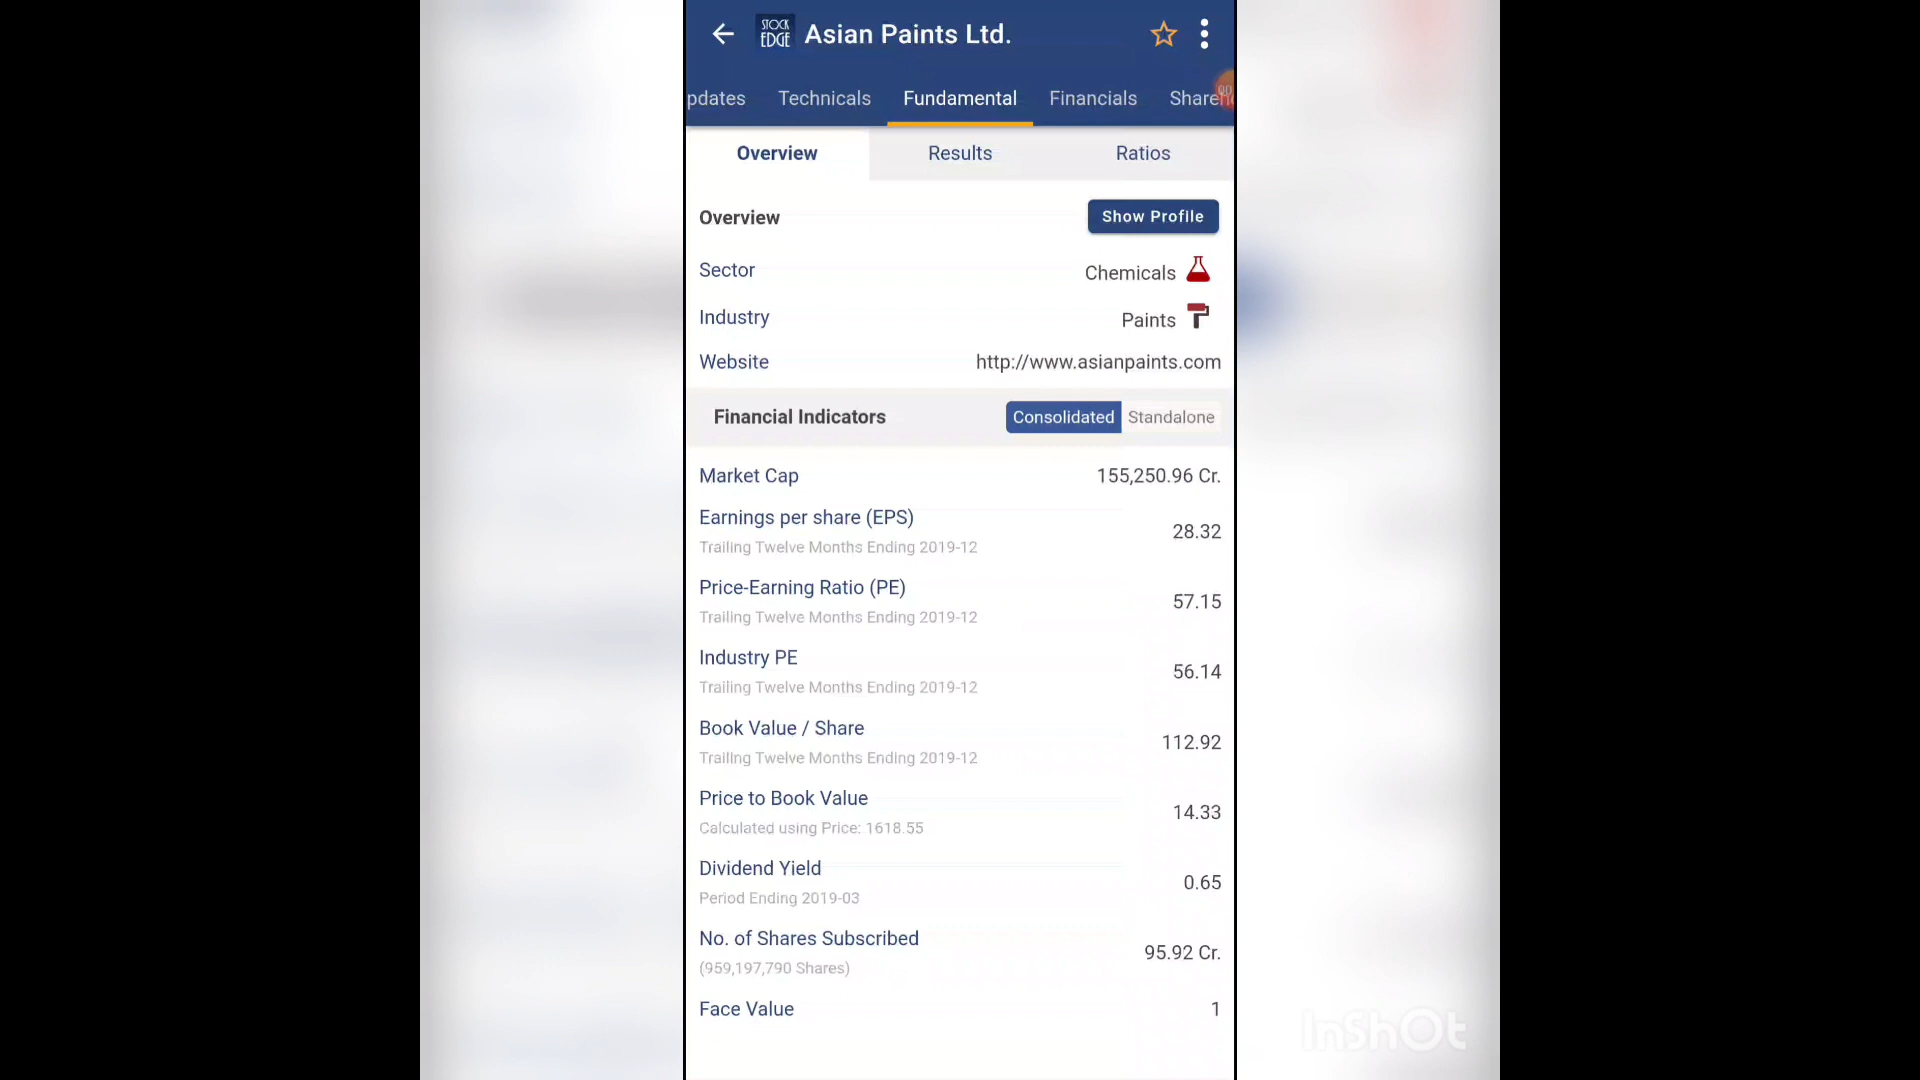 STOCK EDGE Asian Paints Ltd.
pdates Technicals Fundamental Financials Shareho
00
Overview Results Ratios
Overview Show Profile
Sector Chemicals
Industry Paints
Website http://www.asianpaints.com
Financial Indicators Consolidated Standalone
Market Cap 155,250.96 Cr.
Earnings per share (EPS) 28.32
Trailing Twelve Months Ending 2019-12
Price-Earning Ratio (PE) 57.15
Trailing Twelve Months Ending 2019-12
Industry PE 56.14
Trailing Twelve Months Ending 2019-12
Book Value / Share 112.92
Trailing Twelve Months Ending 2019-12
Price to Book Value 14.33
Calculated using Price: 1618.55
Dividend Yield 0.65
Period Ending 2019-03
No. of Shares Subscribed 95.92 Cr.
(959,197,790 Shares)
Face Value 1
InShOt